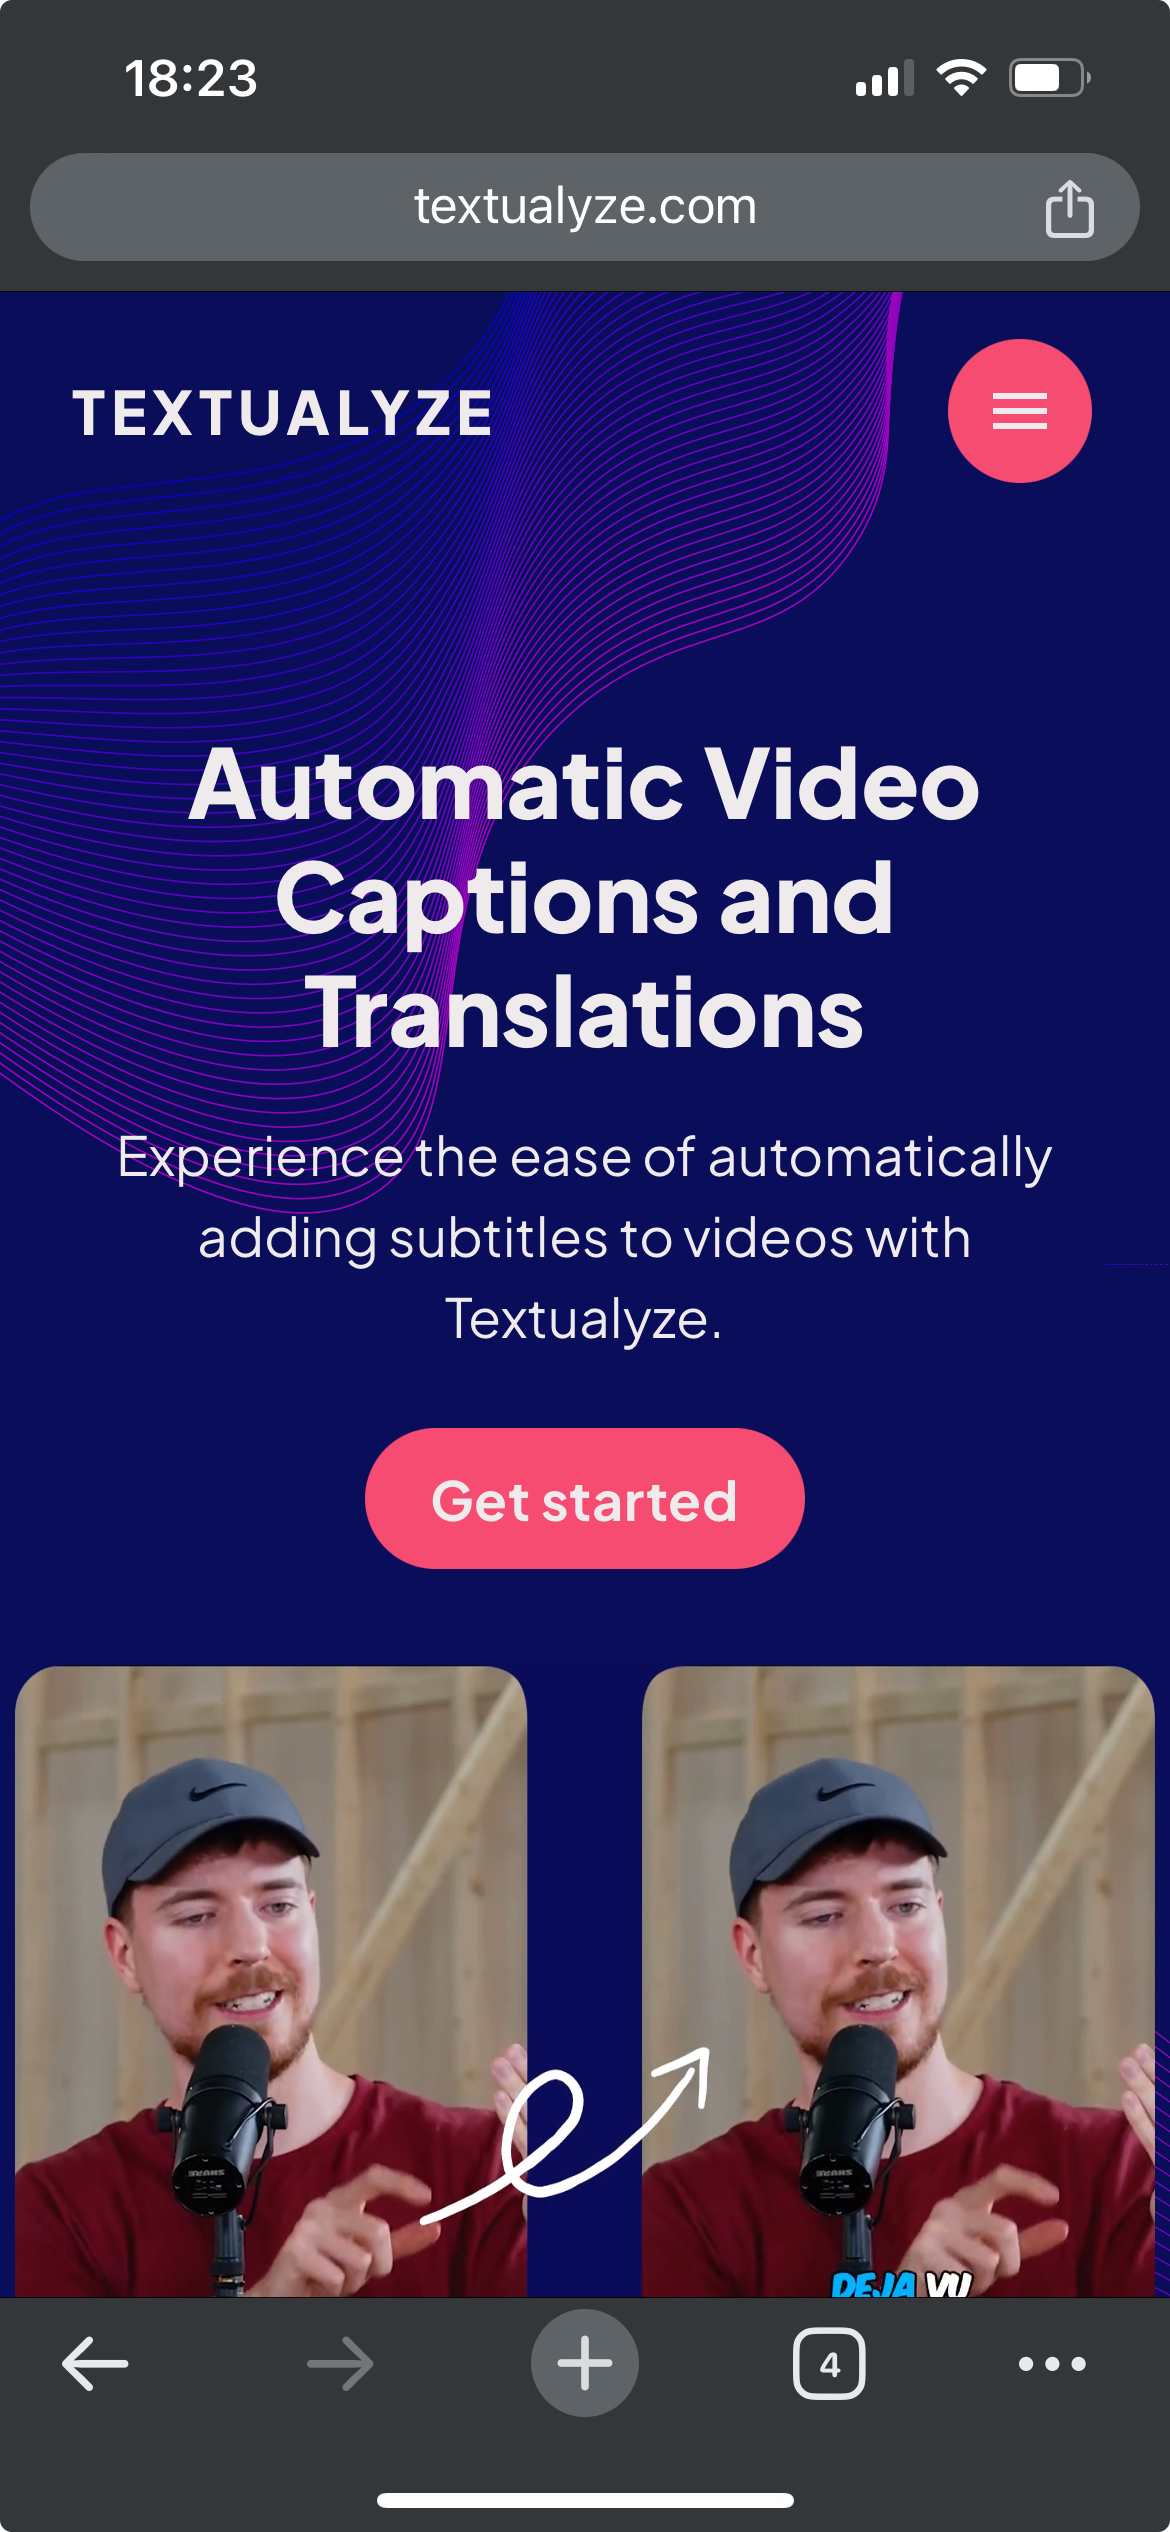 18:23
textualyze.com
TEXTUALYZE
Automatic Video
Captions and
Translations
Experience the ease of automatically
adding subtitles to videos with
Textualyze.
Get started
SHURE
SHURE
DEJA VU
4